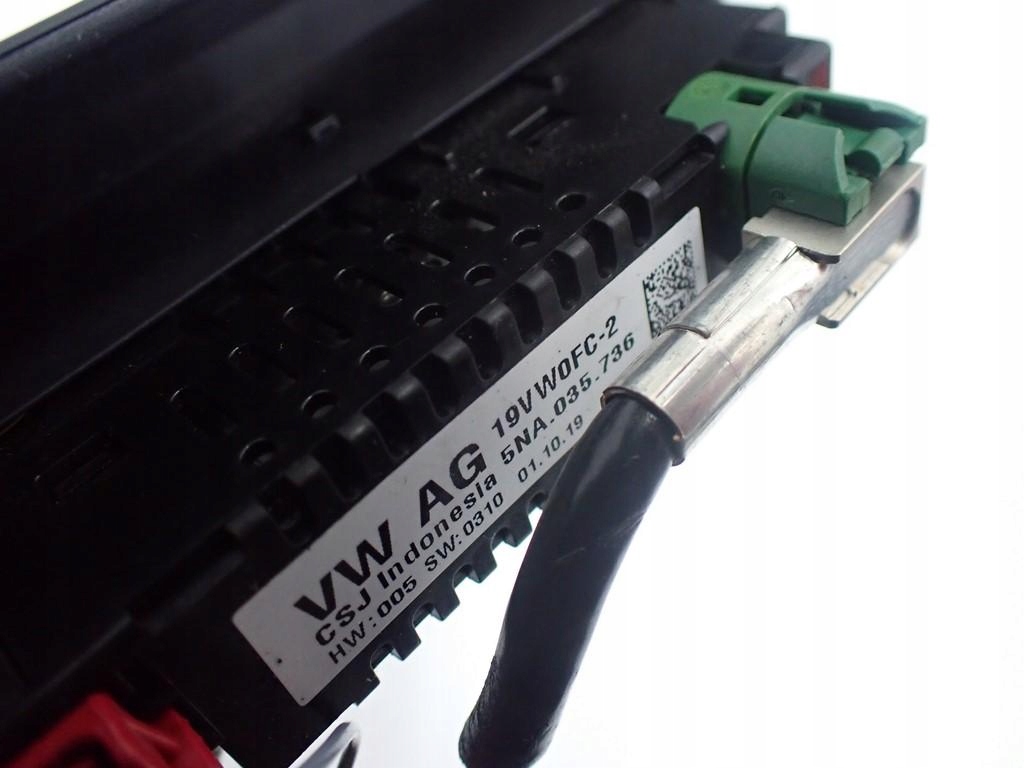 VW AG 19VW0FC-2
CSJ Indonesia 5NA.035.736
HW:005 SW:0310 01.10.19